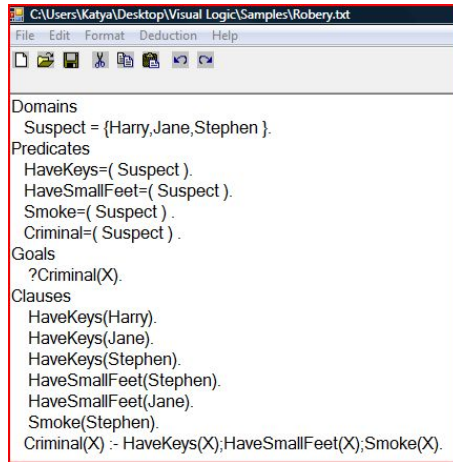 C:\Users\Katya\Desktop\Visual Logic\Samples\Robery.txt
File Edit Format Deduction Help
Domains
Suspect = {Harry,Jane,Stephen }.
Predicates
HaveKeys=( Suspect ).
HaveSmallFeet=( Suspect ).
Smoke=( Suspect ) .
Criminal=( Suspect ) .
Goals
?Criminal(X).
Clauses
HaveKeys(Harry).
HaveKeys(Jane).
HaveKeys(Stephen).
HaveSmallFeet(Stephen).
HaveSmallFeet(Jane).
Smoke(Stephen).
Criminal(X) :- HaveKeys(X);HaveSmallFeet(X);Smoke(X).